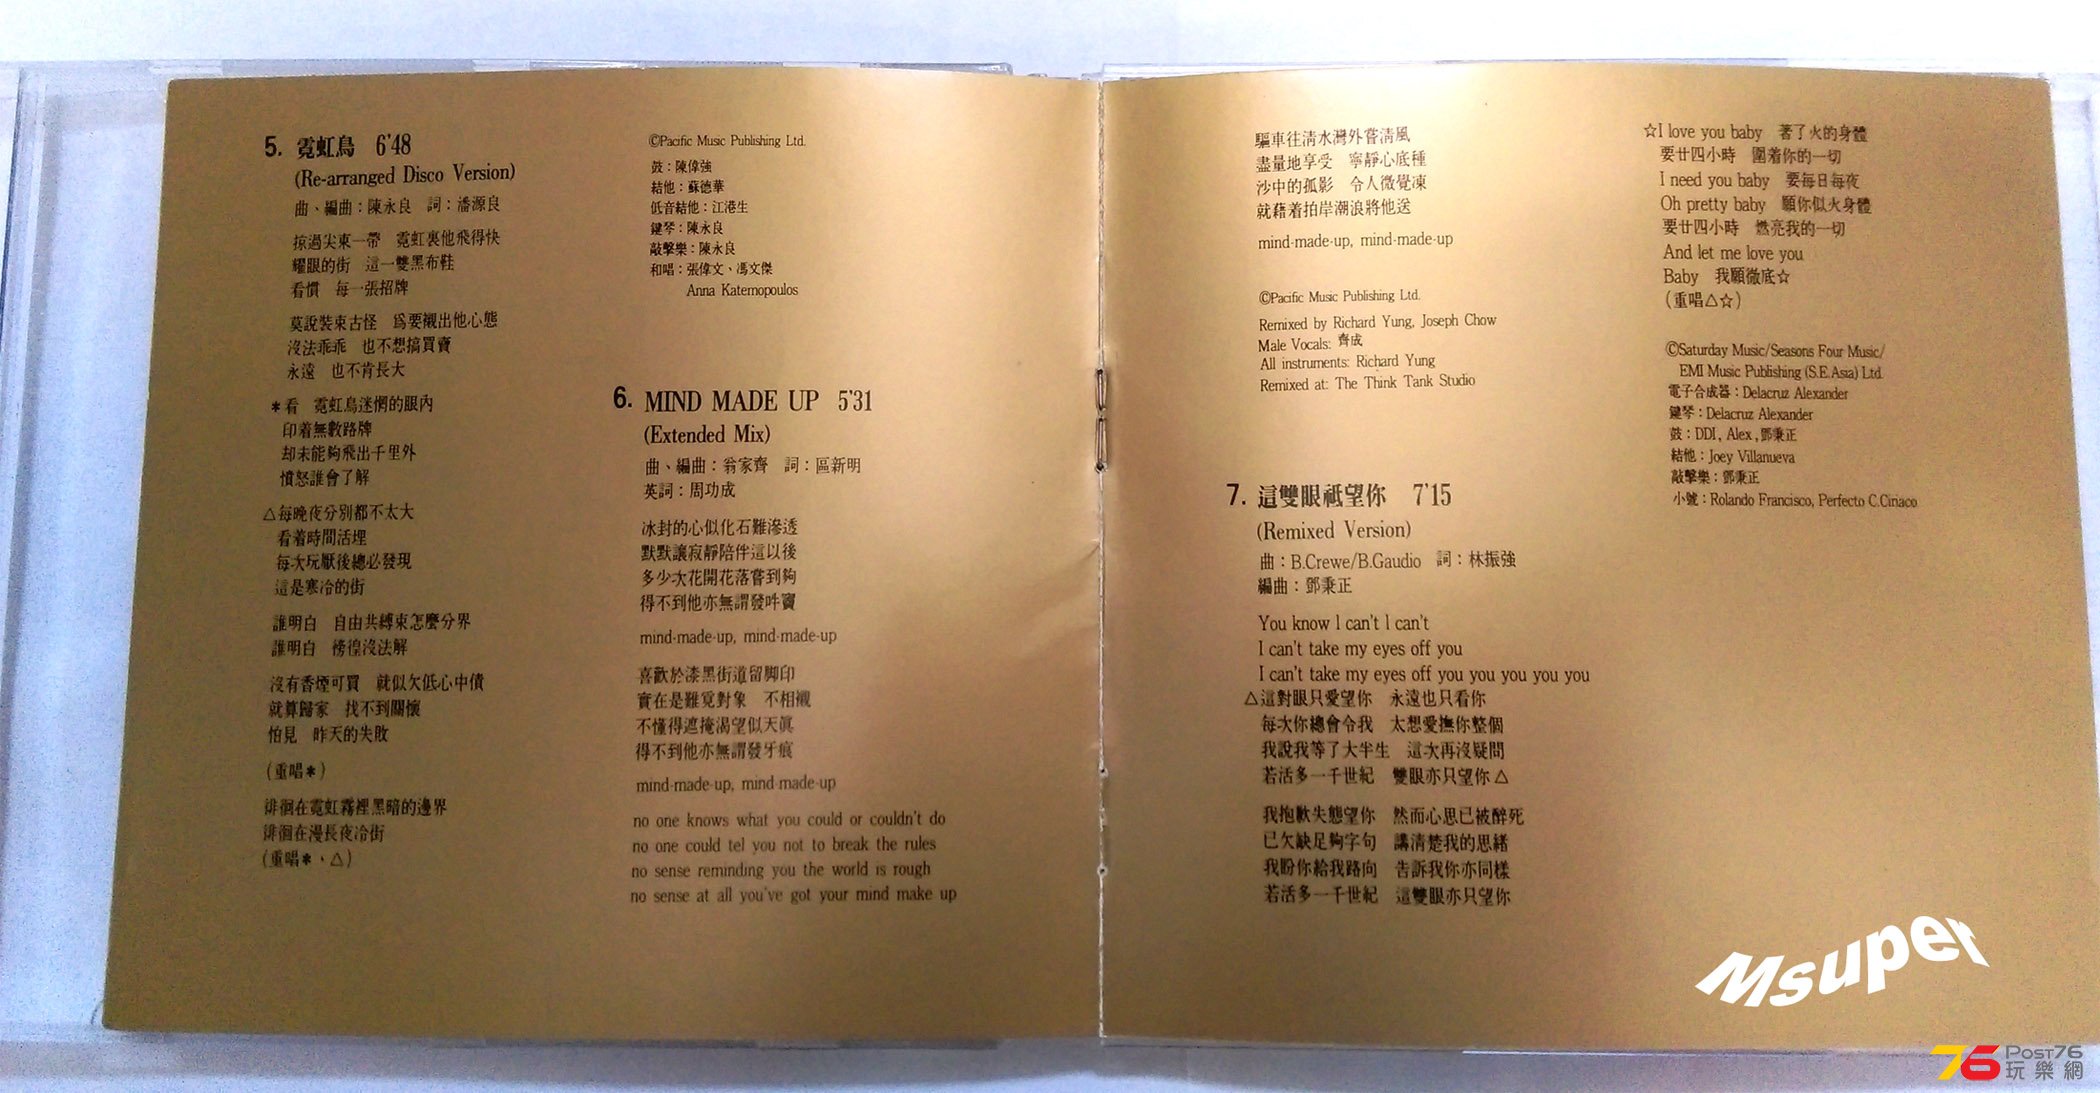 5. 霓虹鳥 6'48
(Re-arranged Disco Version)
曲、編曲：陳永良 詞：潘源良
掠過尖東一帶 霓虹裏他飛得快
耀眼的街 這一雙黑布鞋
看慣 每一張招牌
莫說裝束古怪 爲要襯出他心態
沒法乖乖 也不想搞買賣
永遠 也不肯長大
＊看 霓虹鳥迷惘的眼內
印着無數路牌
却未能夠飛出千里外
憤怒誰會了解
△每晚夜分別都不太大
看着時間活埋
每次玩厭後總必發現
這是寒冷的街
誰明白 自由共縛束怎麼分界
誰明白 徬徨沒法解
沒有香煙可買 就似欠低心中債
就算歸家 找不到關懷
怕見 昨天的失敗
(重唱＊)
徘徊在霓虹霧裡黑暗的邊界
徘徊在漫長夜冷街
(重唱＊、△)
©Pacific Music Publishing Ltd.
鼓：陳偉強
結他：蘇德華
低音結他：江港生
鍵琴：陳永良
敲擊樂：陳永良
和唱：張偉文、馮文傑
Anna Katernopoulos
6. MIND MADE UP 5'31
(Extended Mix)
曲、編曲：翁家齊 詞：區新明
英詞：周功成
冰封的心似化石難滲透
默默讓寂靜陪伴這以後
多少次花開花落嘗到夠
得不到他亦無謂發吽竇
mind-made-up, mind-made-up
喜歡於漆黑街道留脚印
實在是難覓對象 不相襯
不懂得遮掩渴望似天眞
得不到他亦無謂發牙痕
mind-made-up, mind-made-up
no one knows what you could or couldn't do
no one could tel you not to break the rules
no sense reminding you the world is rough
no sense at all you've got your mind make up
驅車往淸水灣外嘗淸風
盡量地享受 寧靜心底種
沙中的孤影 令人微覺凍
就藉着拍岸潮浪將他送
mind-made-up, mind-made-up
©Pacific Music Publishing Ltd.
Remixed by Richard Yung, Joseph Chow
Male Vocals: 齊成
All instruments: Richard Yung
Remixed at: The Think Tank Studio
7. 這雙眼祗望你 7'15
(Remixed Version)
曲：B.Crewe/B.Gaudio 詞：林振強
編曲：鄧秉正
You know I can't I can't
I can't take my eyes off you
I can't take my eyes off you you you you you
△這對眼只愛望你 永遠也只看你
每次你總會令我 太想愛撫你整個
我說我等了大半生 這次再沒疑問
若活多一千世紀 雙眼亦只望你△
我抱歉失態望你 然而心思已被醉死
已欠缺足夠字句 講清楚我的思緒
我盼你給我路向 告訴我你亦同樣
若活多一千世紀 這雙眼亦只望你
☆I love you baby 著了火的身體
要廿四小時 圍着你的一切
I need you baby 要每日每夜
Oh pretty baby 願你似火身體
要廿四小時 燃亮我的一切
And let me love you
Baby 我願徹底☆
(重唱△☆)
©Saturday Music/Seasons Four Music/
EMI Music Publishing (S.E.Asia) Ltd.
電子合成器：Delacruz Alexander
鍵琴：Delacruz Alexander
鼓：DDI, Alex,鄧秉正
結他：Joey Villanueva
敲擊樂：鄧秉正
小號：Rolando Francisco, Perfecto C.Ciriaco
Msuper
76 Post76
玩樂網